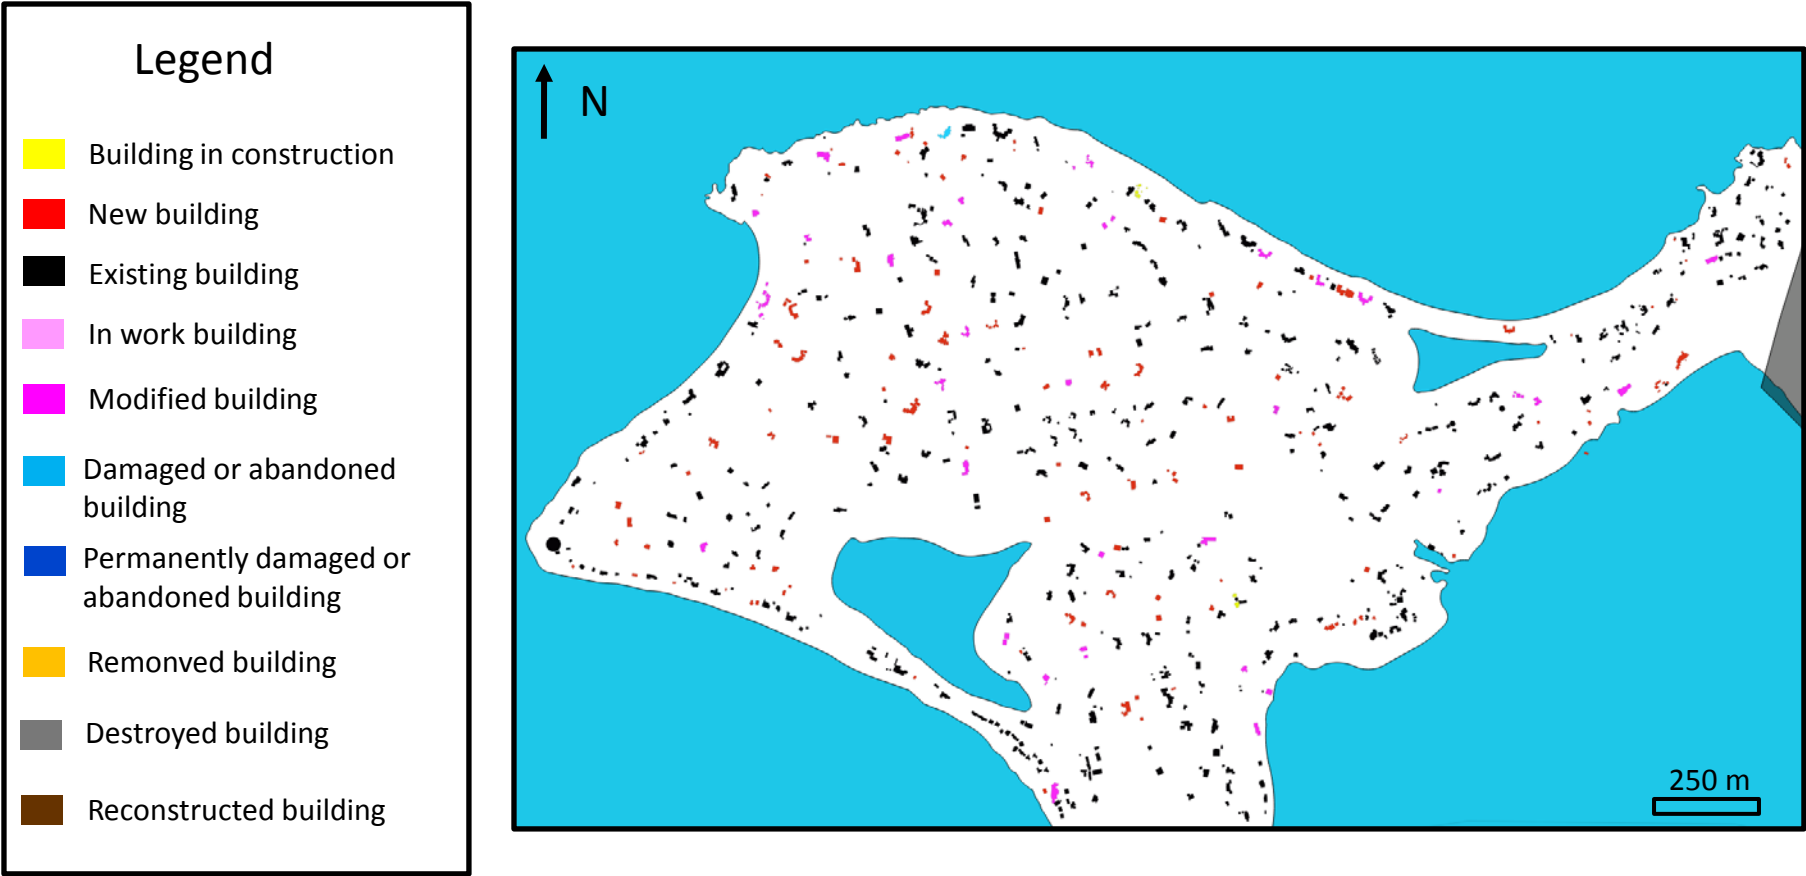 Legend
Building in construction
New building
Existing building
In work building
Modified building
Damaged or abandoned
building
Permanently damaged or
abandoned building
Remonved building
Destroyed building
Reconstructed building
N
250 m